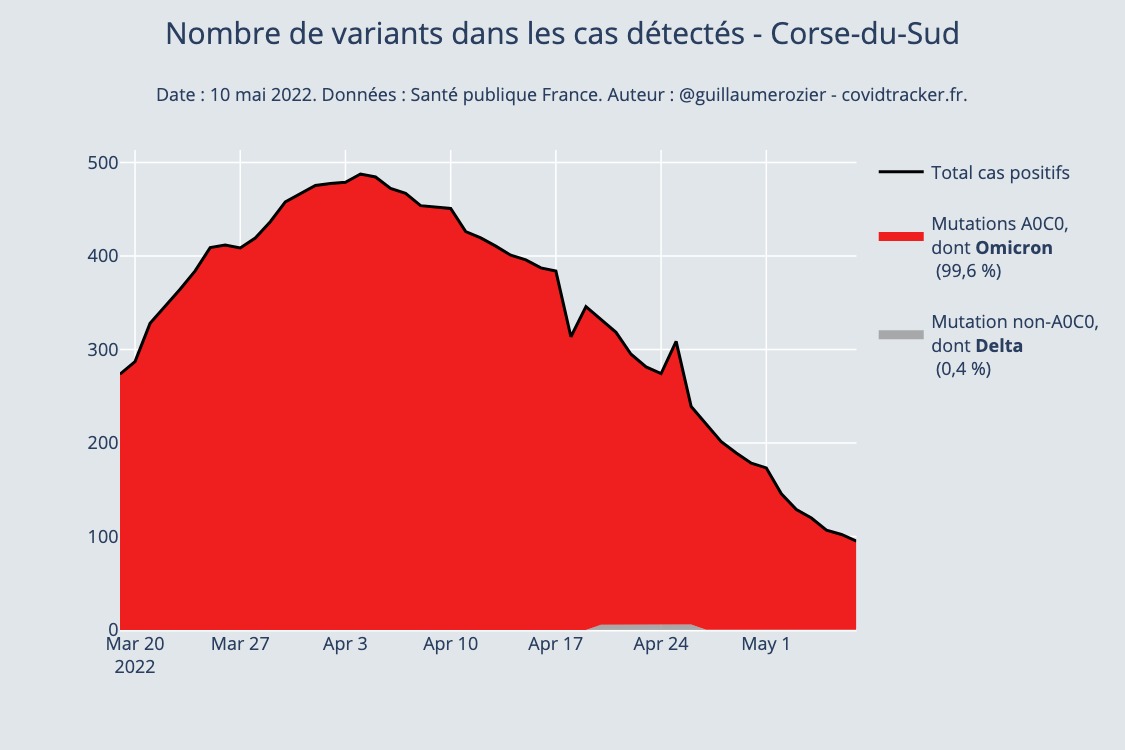 Nombre de variants dans les cas détectés - Corse-du-Sud
Date : 10 mai 2022. Données : Santé publique France. Auteur : @guillaumerozier - covidtracker.fr.
500
400
300
200
100
0
Mar 20
2022
Mar 27
Apr 3
Apr 10
Apr 17
Apr 24
May 1
Total cas positifs
Mutations A0C0,
dont Omicron
(99,6 %)
Mutation non-A0C0,
dont Delta
(0,4 %)